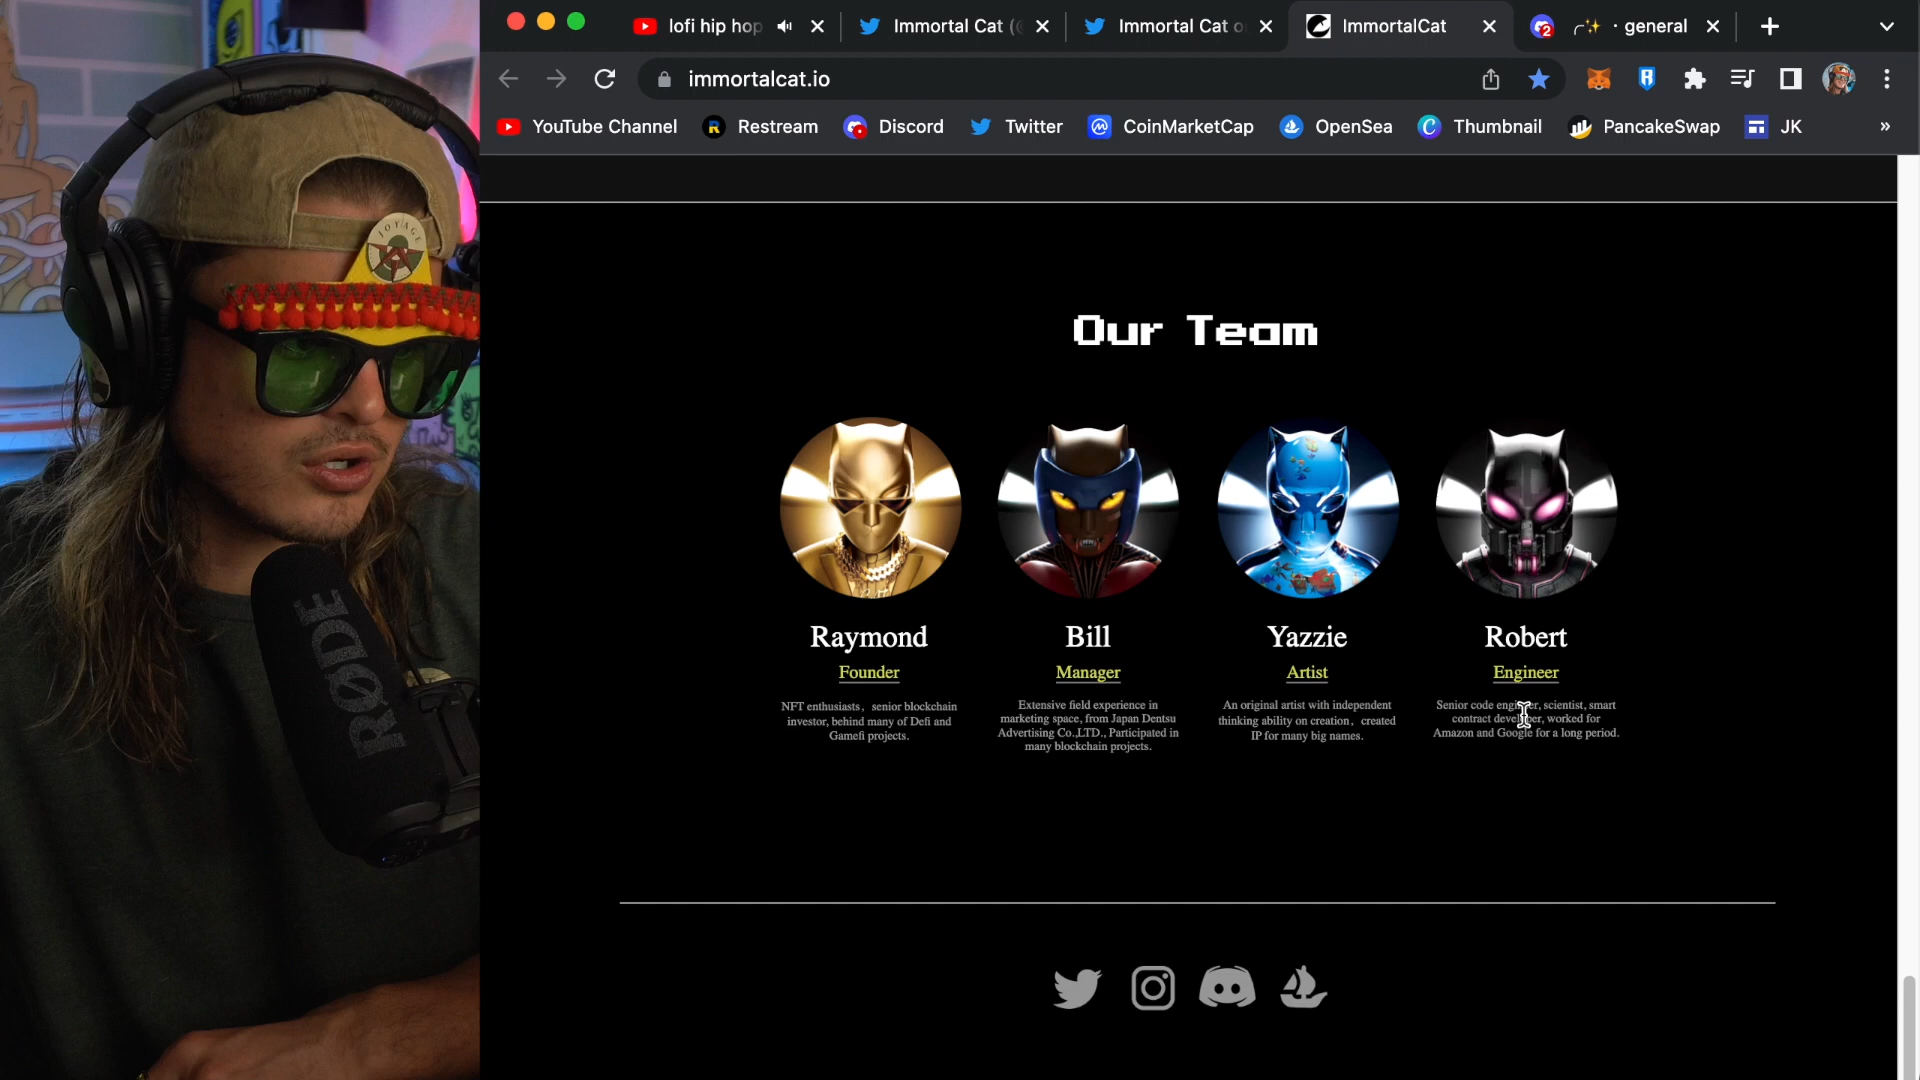 lofi hip hop
Immortal Cat (
Immortal Cat o
ImmortalCat
2
· general
immortalcat.io
YouTube Channel
Restream
Discord
Twitter
CoinMarketCap
OpenSea
Thumbnail
PancakeSwap
JK
»
JOYAGE
RØDE
Our Team
Raymond
Founder
NFT enthusiasts，senior blockchain
investor, behind many of Defi and
Gamefi projects.
Bill
Manager
Extensive field experience in
marketing space, from Japan Dentsu
Advertising Co.,LTD., Participated in
many blockchain projects.
Yazzie
Artist
An original artist with independent
thinking ability on creation，created
IP for many big names.
Robert
Engineer
Senior code engineer, scientist, smart
contract developer, worked for
Amazon and Google for a long period.